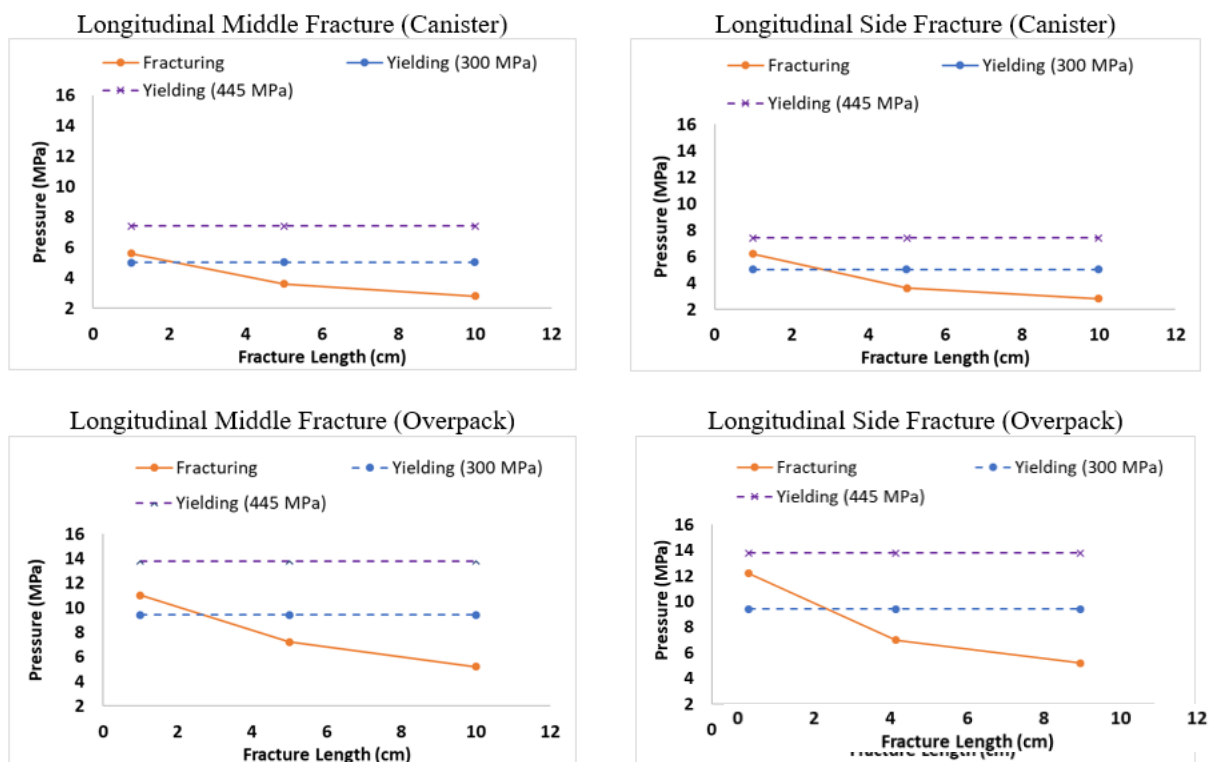 Longitudinal Middle Fracture (Canister)
Fracturing
Yielding (300 MPa)
Yielding (445 MPa)
Pressure (MPa)
16
14
12
10
8
6
4
2
0 2 4 6 8 10 12
Fracture Length (cm)
Longitudinal Side Fracture (Canister)
Fracturing
Yielding (300 MPa)
Yielding (445 MPa)
Pressure (MPa)
16
14
12
10
8
6
4
2
0 2 4 6 8 10 12
Fracture Length (cm)
Longitudinal Middle Fracture (Overpack)
Fracturing
Yielding (300 MPa)
Yielding (445 MPa)
Pressure (MPa)
16
14
12
10
8
6
4
2
0 2 4 6 8 10 12
Fracture Length (cm)
Longitudinal Side Fracture (Overpack)
Fracturing
Yielding (300 MPa)
Yielding (445 MPa)
Pressure (MPa)
16
14
12
10
8
6
4
2
0 0 2 4 6 8 10 12
Fracture Length (cm)